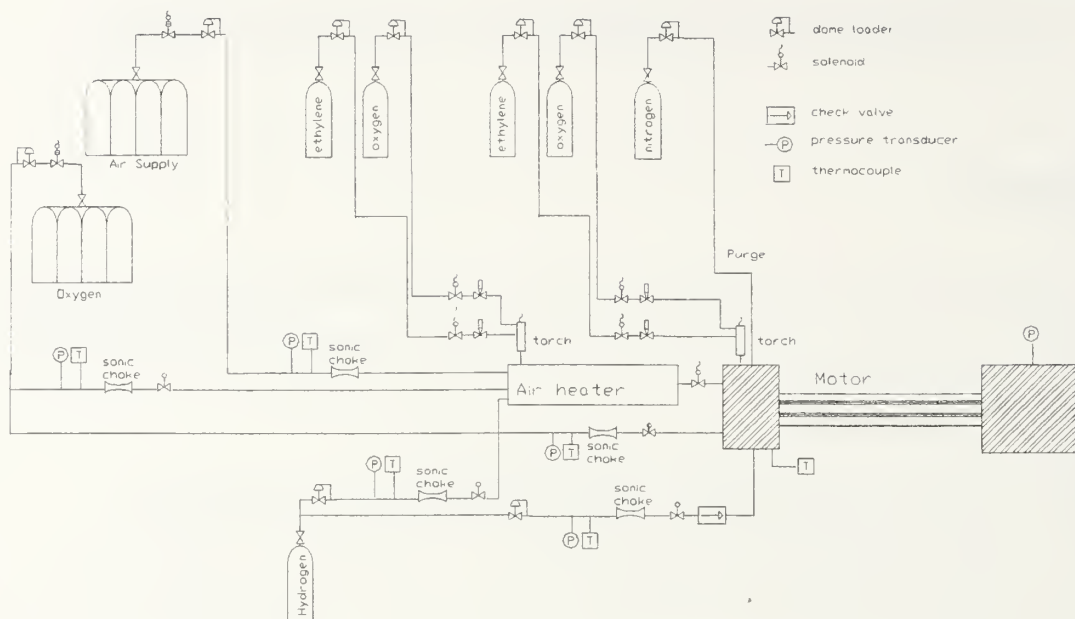 dome loader
solenoid
check valve
P
pressure transducer
T
thermocouple
Air Supply
Oxygen
ethylene
oxygen
ethylene
oxygen
nitrogen
Purge
torch
torch
P
P
T
sonic
choke
P
T
sonic
choke
Air heater
Motor
P
T
sonic
choke
T
P
T
sonic
choke
sonic
choke
P
T
Hydrogen